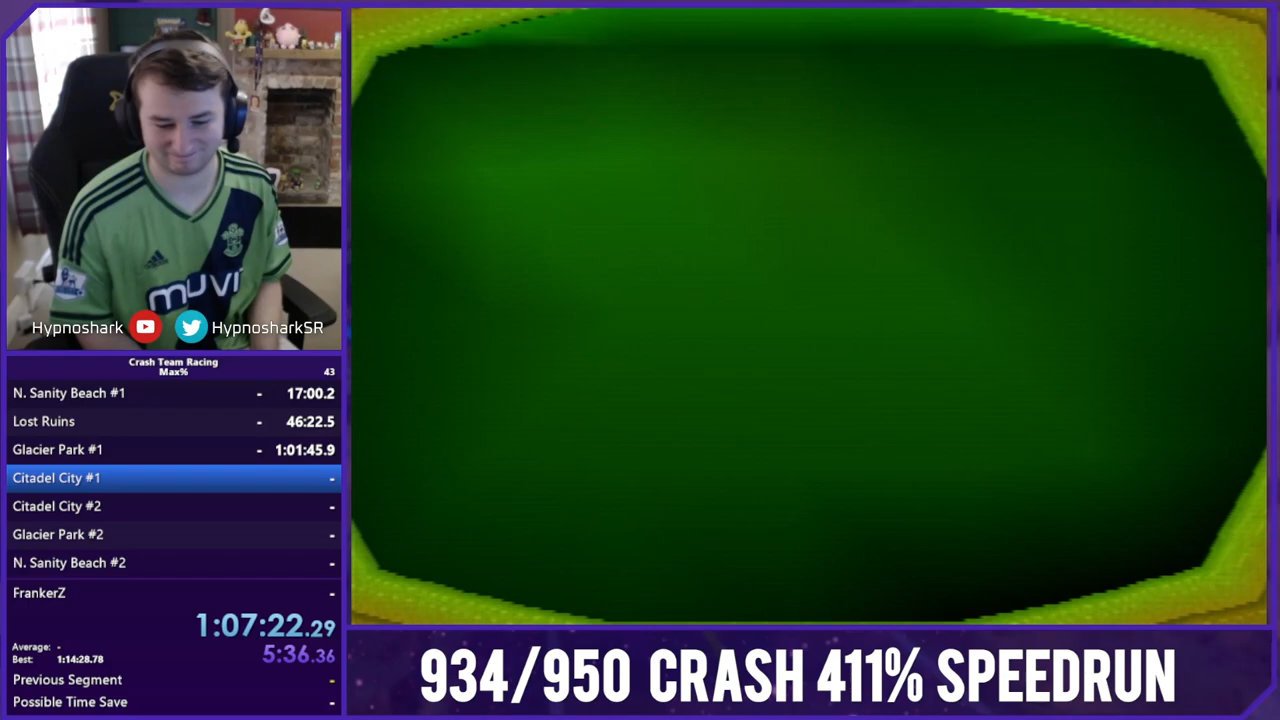 muvi
Hypnoshark
HypnosharkSR
Crash Team Racing
Max%
43
N. Sanity Beach #1 - 17:00.2
Lost Ruins - 46:22.5
Glacier Park #1 - 1:01:45.9
Citadel City #1 -
Citadel City #2 -
Glacier Park #2 -
N. Sanity Beach #2 -
FrankerZ -
1:07:22.29
Average: -
Best: 1:14:28.78
5:36.36
Previous Segment -
Possible Time Save -
934/950 CRASH 411% SPEEDRUN